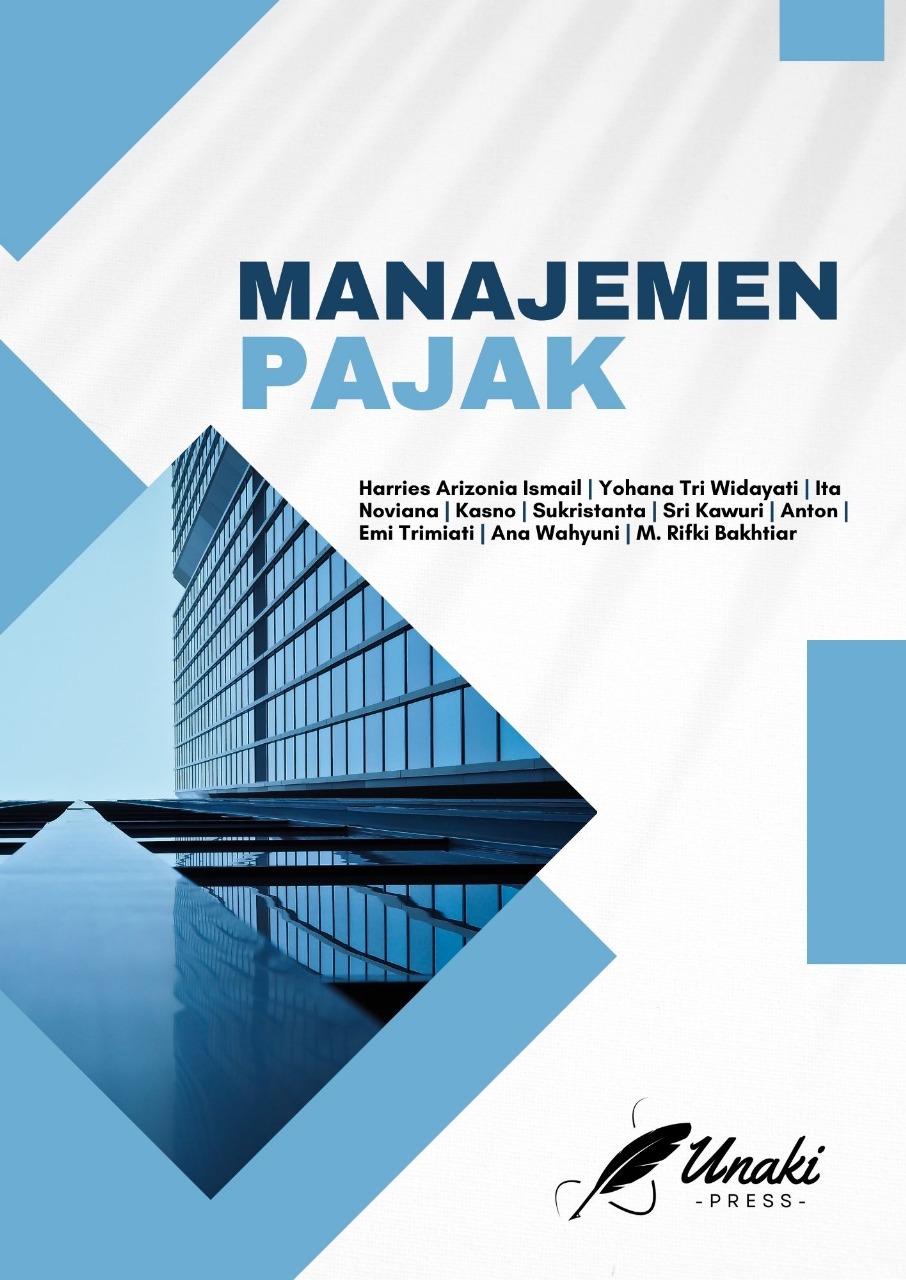 MANAJEMEN
PAJAK
Harries Arizonia Ismail | Yohana Tri Widayati | Ita
Noviana | Kasno | Sukristanta | Sri Kawuri | Anton |
Emi Trimiati | Ana Wahyuni | M. Rifki Bakhtiar
Unaki
-PRESS-